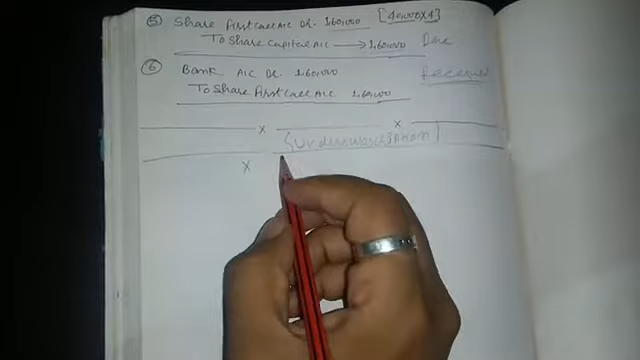 ⑤ Share First Call A/c Dr. 1,60,000 [40,000 x 4]
To Share Capital A/c → 1,60,000 Due
⑥ Bank A/c Dr. 1,60,000 Received
To Share First Call A/c 1,60,000
x x
x